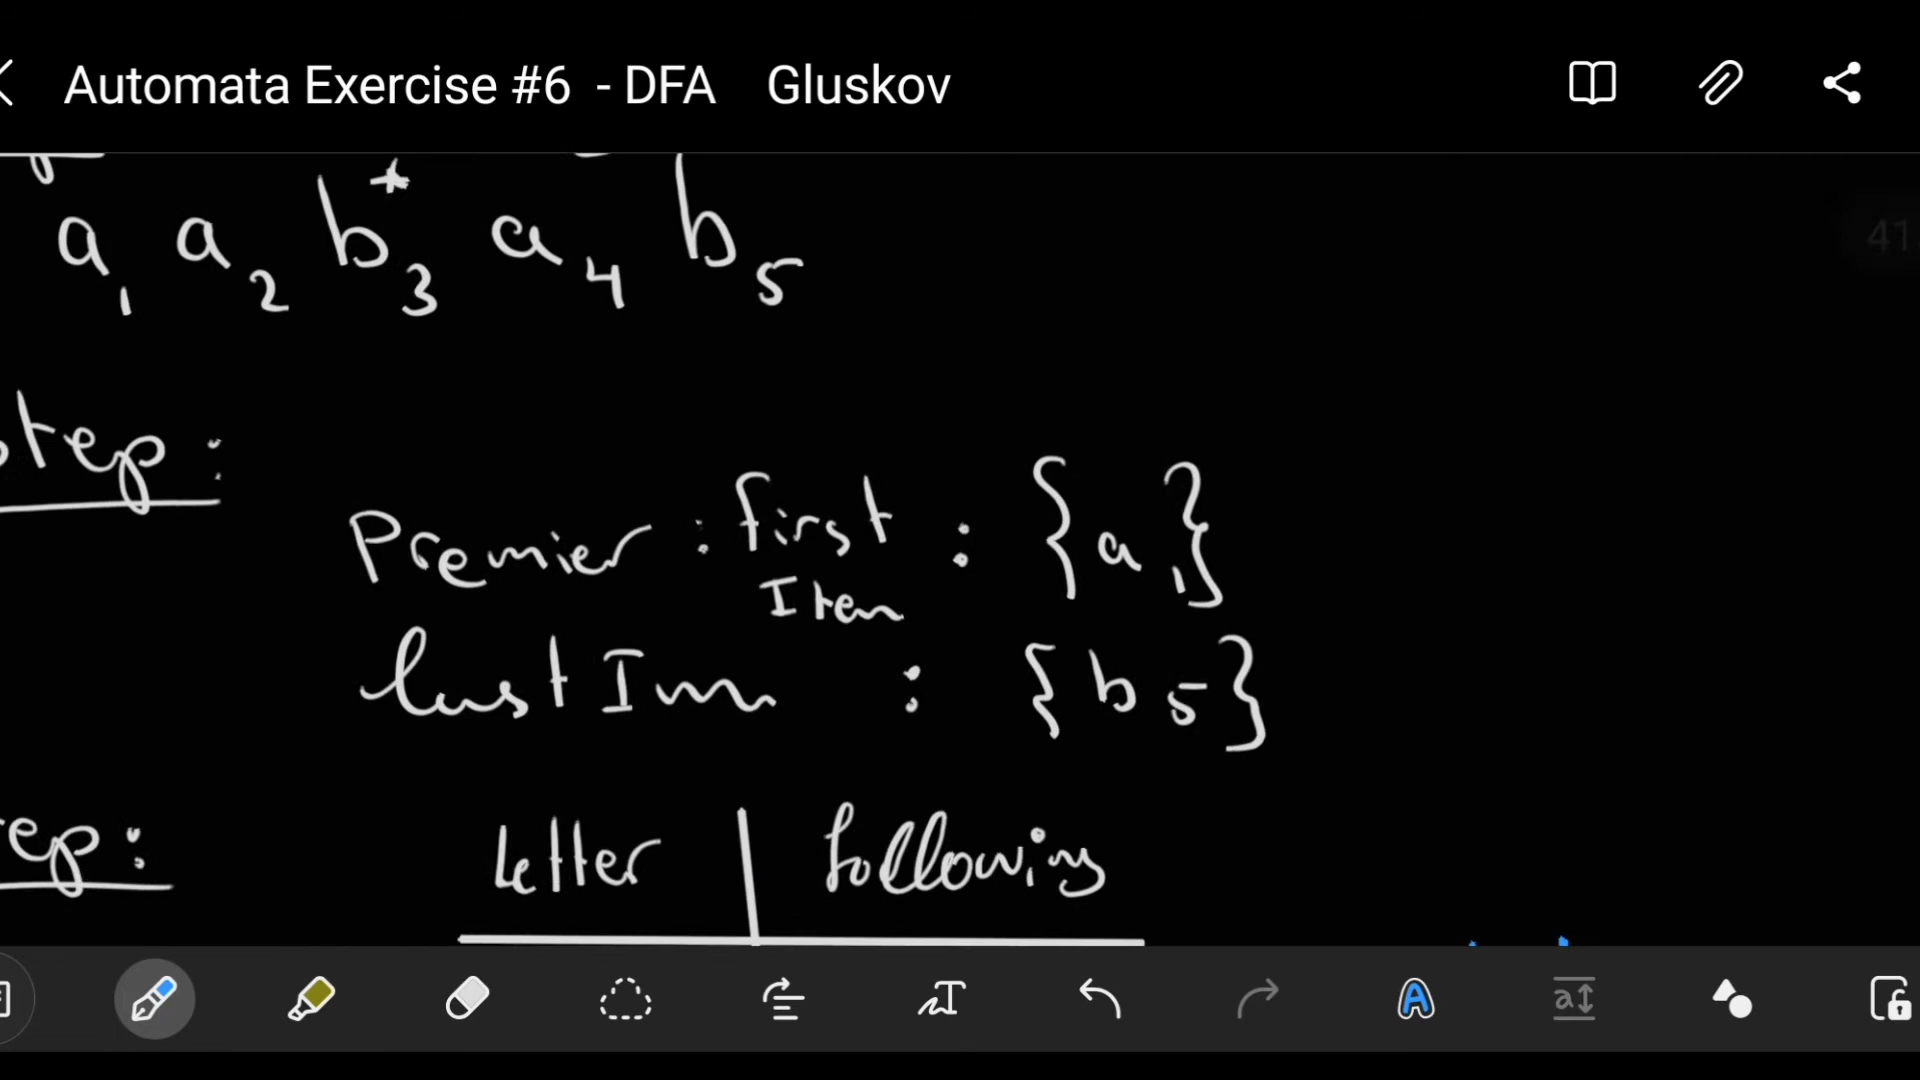 Automata Exercise #6 - DFA Gluskov
41
a₁ a₂ b₃* a₄ b₅
step:
Premier : first : {a₁}
Item
last Item : {b₅}
ep:
letter | following